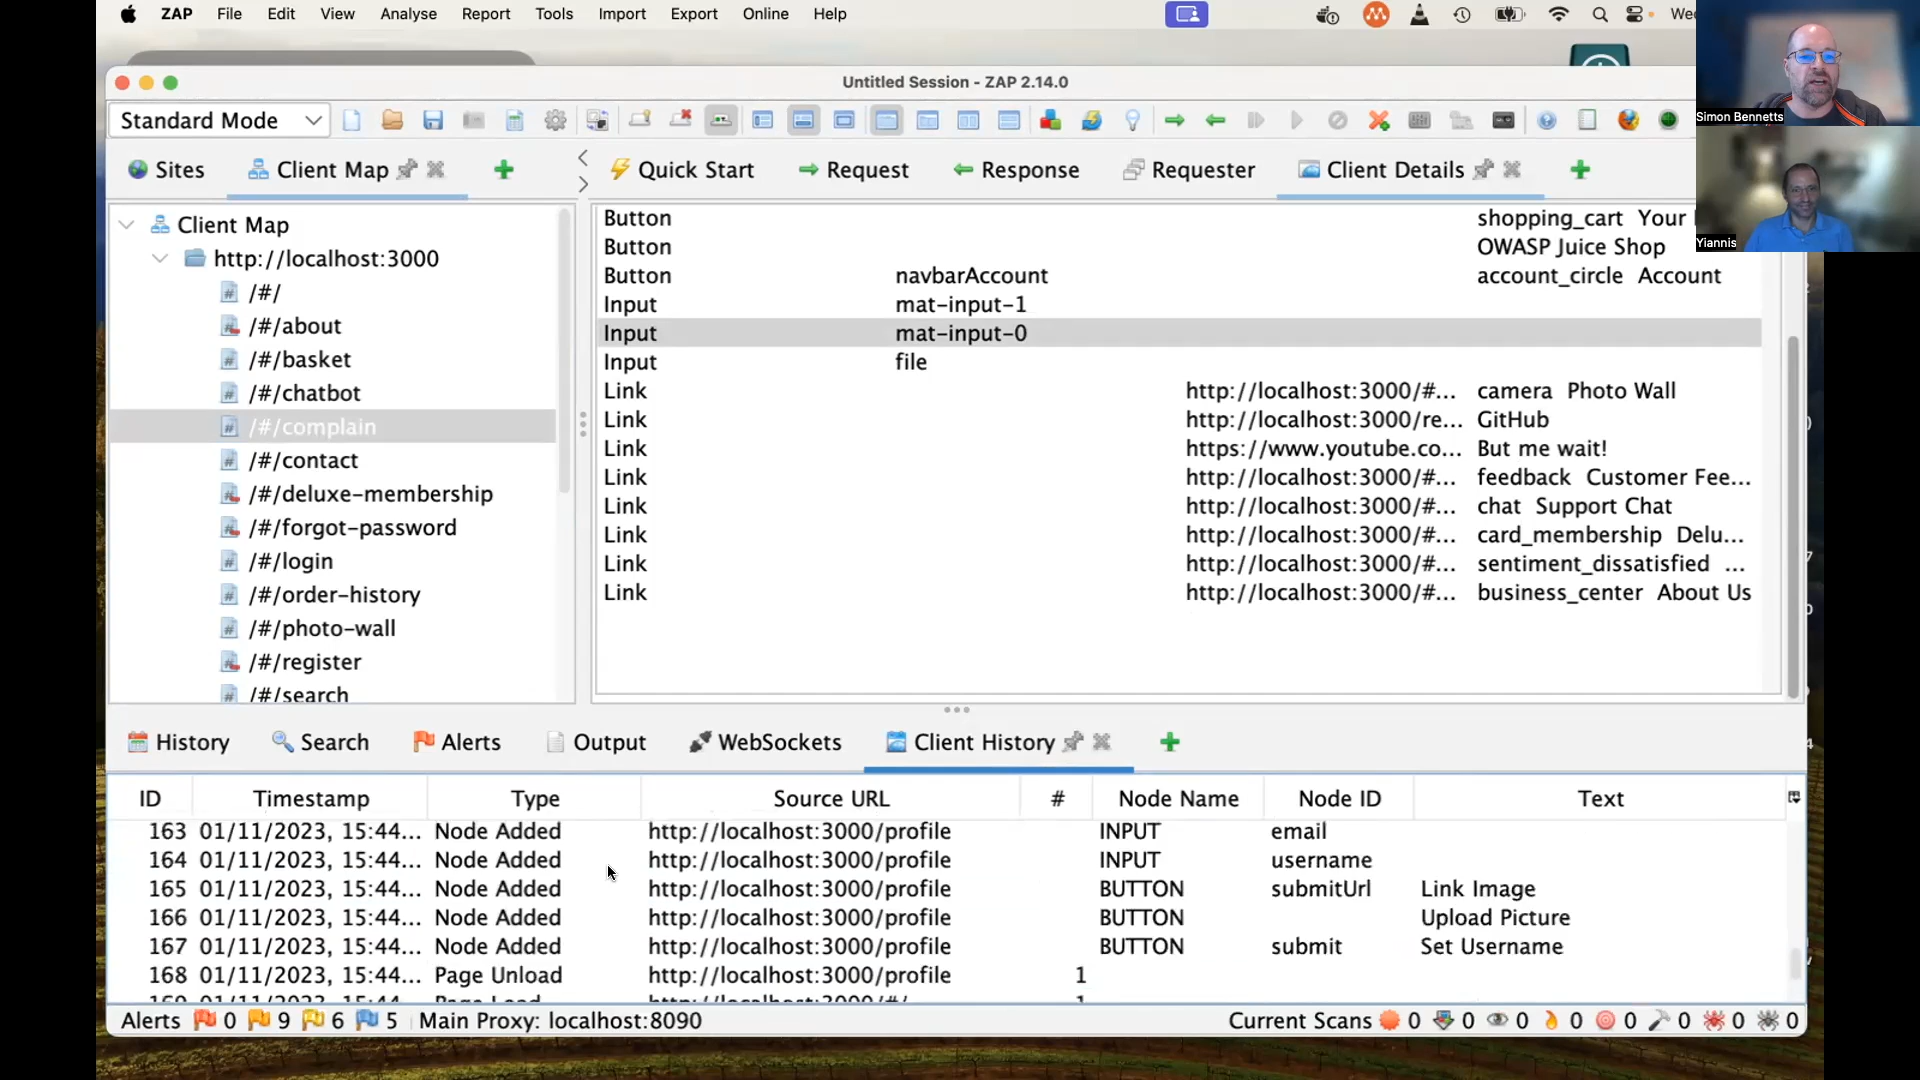 ZAP File Edit View Analyse Report Tools Import Export Online Help
Untitled Session - ZAP 2.14.0
Simon Bennetts
Yiannis
Standard Mode
Sites Client Map
Quick Start Request Response Requester Client Details
Client Map
http://localhost:3000
/#/
/#/about
/#/basket
/#/chatbot
/#/complain
/#/contact
/#/deluxe-membership
/#/forgot-password
/#/login
/#/order-history
/#/photo-wall
/#/register
/#/search
Button shopping_cart Your
Button OWASP Juice Shop
Button navbarAccount account_circle Account
Input mat-input-1
Input mat-input-0
Input file
Link http://localhost:3000/#... camera Photo Wall
Link http://localhost:3000/re... GitHub
Link https://www.youtube.co... But me wait!
Link http://localhost:3000/#... feedback Customer Fee...
Link http://localhost:3000/#... chat Support Chat
Link http://localhost:3000/#... card_membership Delu...
Link http://localhost:3000/#... sentiment_dissatisfied ...
Link http://localhost:3000/#... business_center About Us
History Search Alerts Output WebSockets Client History
ID Timestamp Type Source URL # Node Name Node ID Text
163 01/11/2023, 15:44... Node Added http://localhost:3000/profile INPUT email
164 01/11/2023, 15:44... Node Added http://localhost:3000/profile INPUT username
165 01/11/2023, 15:44... Node Added http://localhost:3000/profile BUTTON submitUrl Link Image
166 01/11/2023, 15:44... Node Added http://localhost:3000/profile BUTTON Upload Picture
167 01/11/2023, 15:44... Node Added http://localhost:3000/profile BUTTON submit Set Username
168 01/11/2023, 15:44... Page Unload http://localhost:3000/profile 1
169 01/11/2023, 15:44... Page Load http://localhost:3000/#/ 1
Alerts 0 9 6 5 Main Proxy: localhost:8090 Current Scans 0 0 0 0 0 0 0 0